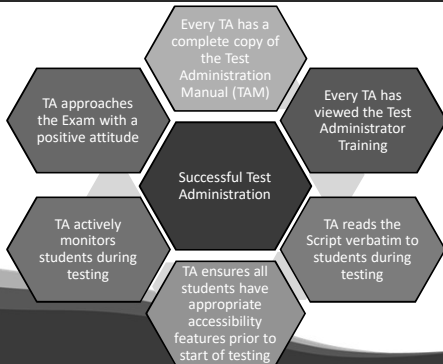 Every TA has a
complete copy of
the Test
Administration
Manual (TAM)
Every TA has
viewed the Test
Administrator
Training
TA reads the
Script verbatim to
students during
testing
TA ensures all
students have
appropriate
accessibility
features prior to
start of testing
TA actively
monitors
students during
testing
TA approaches
the Exam with a
positive attitude
Successful Test
Administration